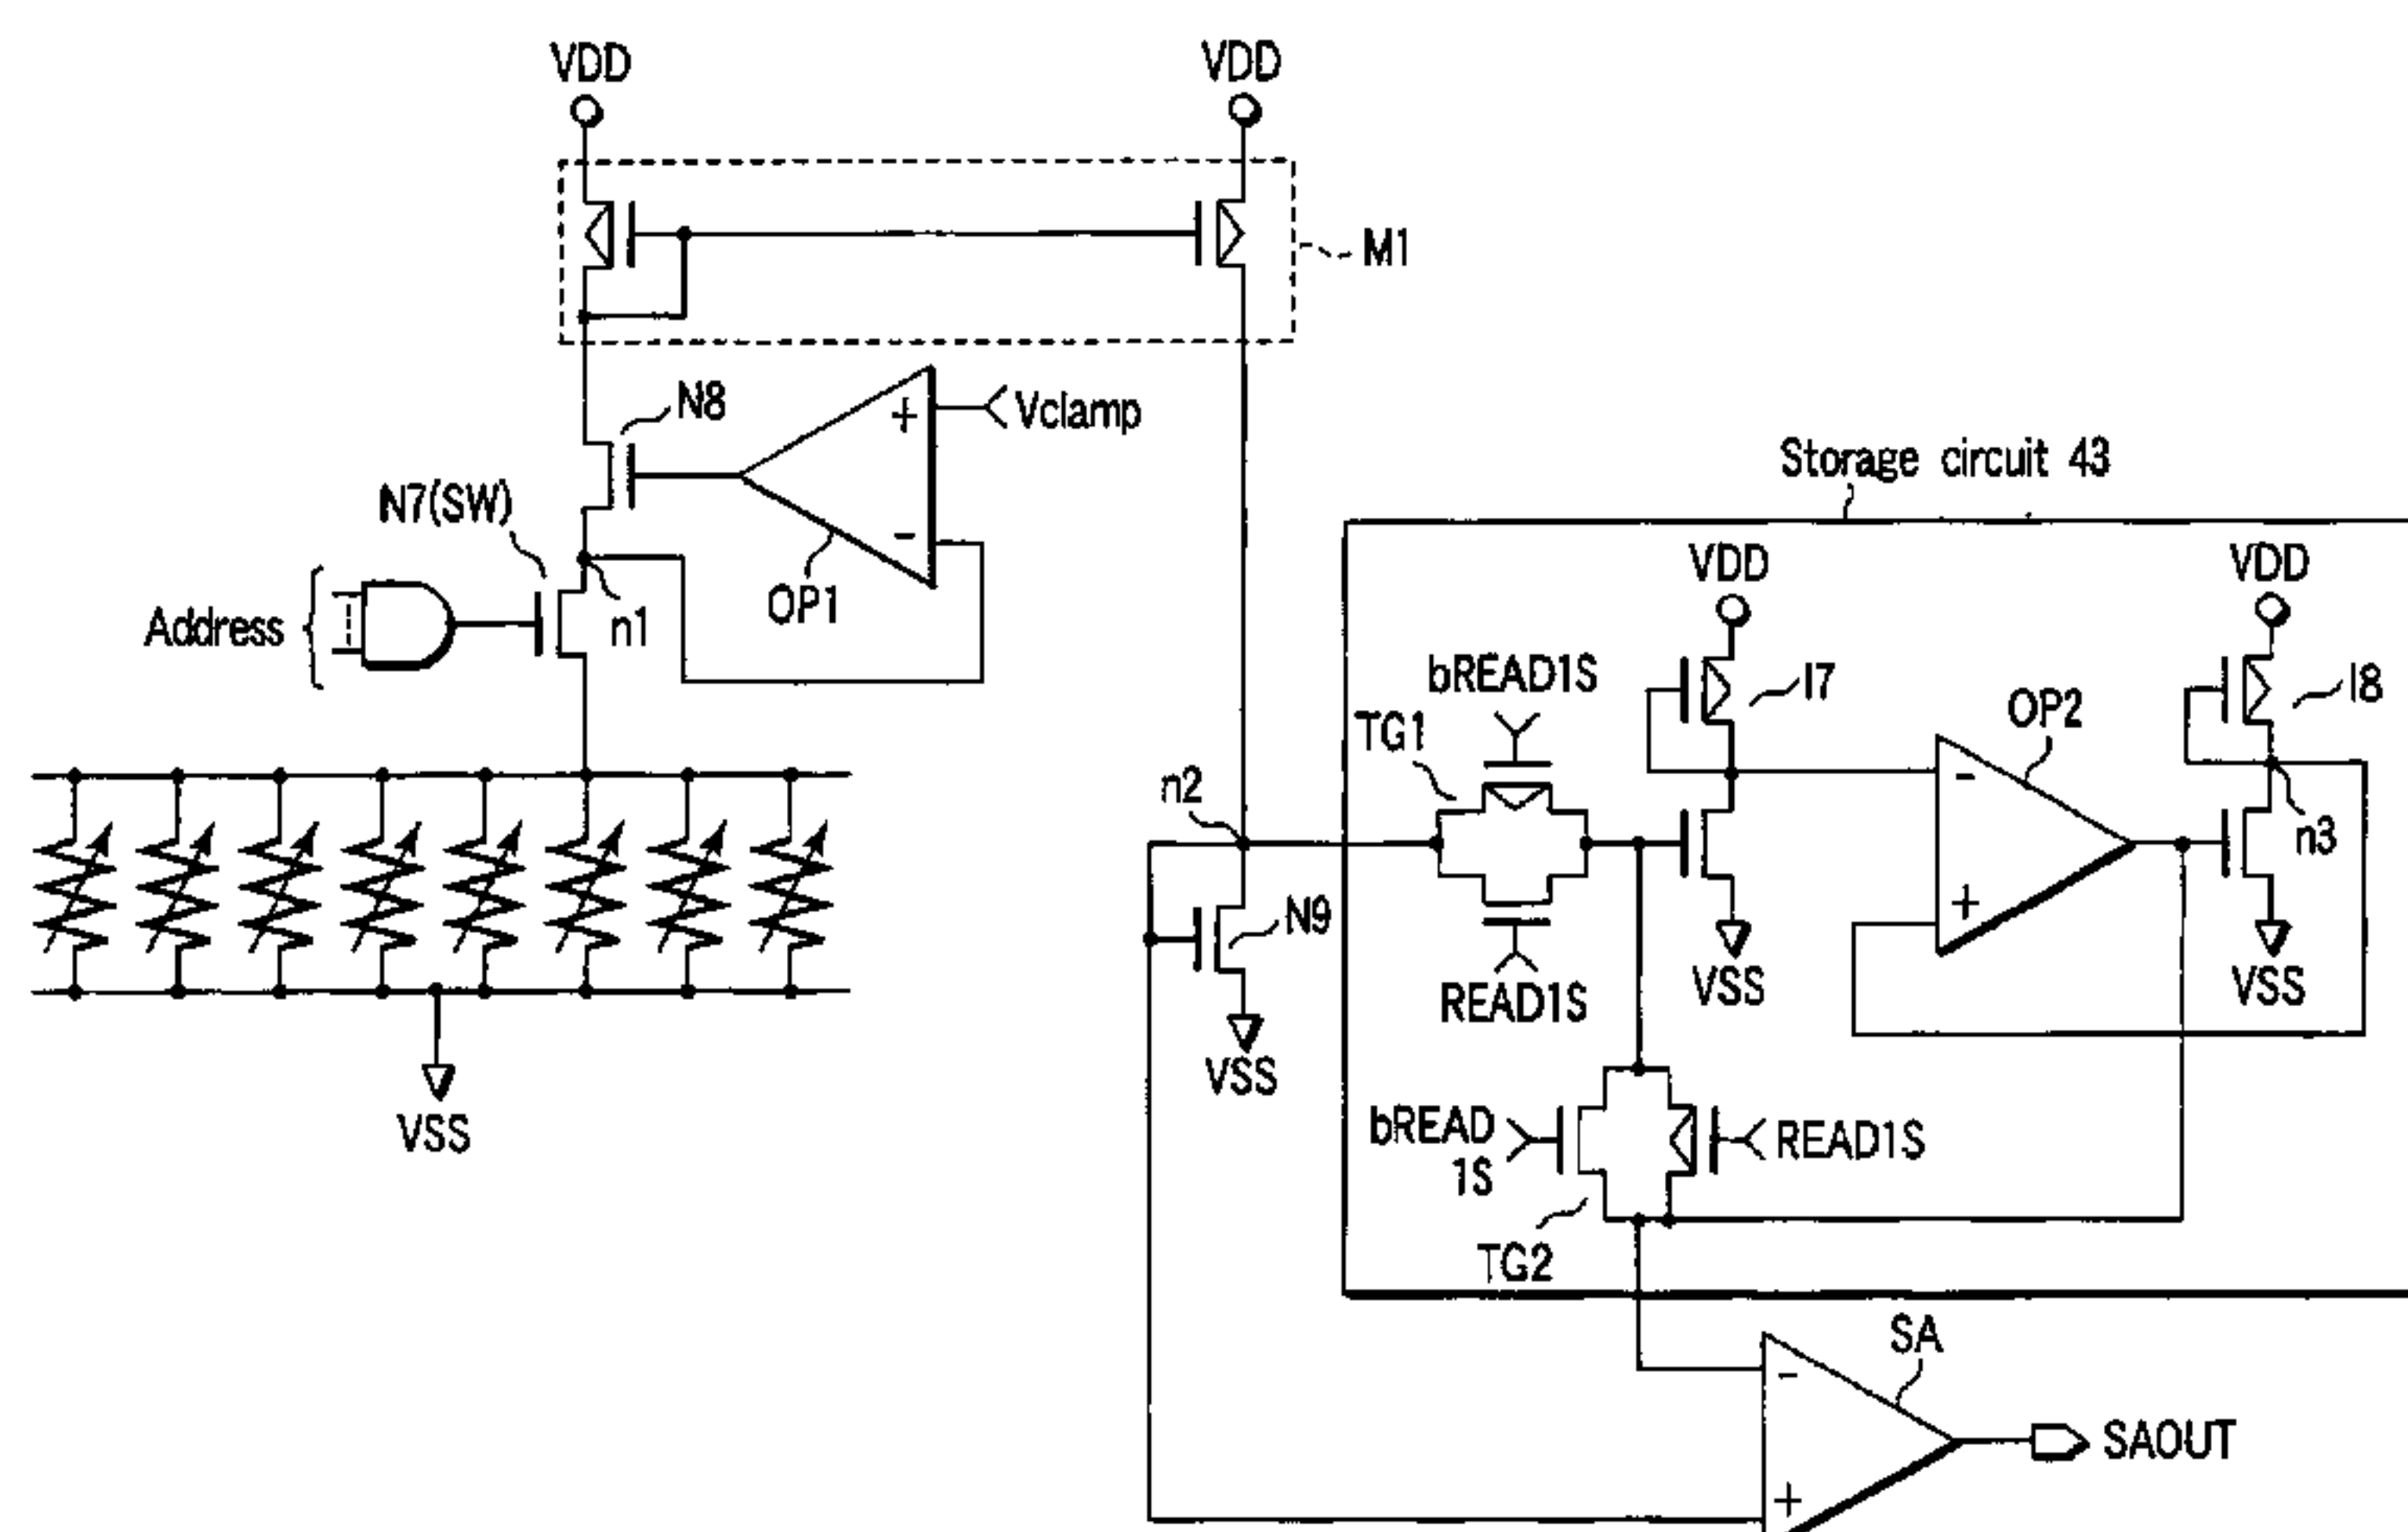 VDD
VDD
M1
N8
+
Vclamp
-
N7(SW)
OP1
n1
Address
Storage circuit 43
VDD
VDD
bREAD1S
I7
I8
TG1
OP2
-
n2
n3
N9
+
READ1S
VSS
VSS
VSS
VSS
bREAD
1S
READ1S
TG2
SA
-
SAOUT
+